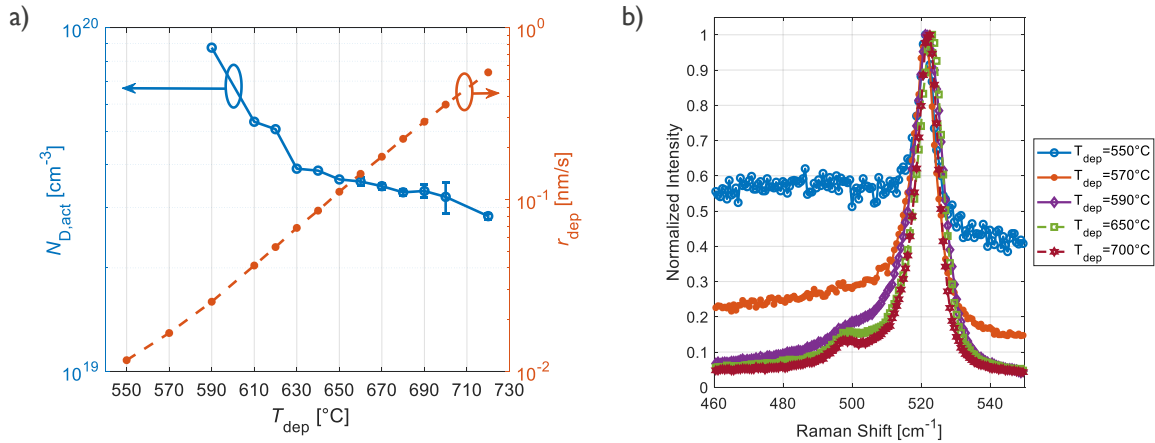 a)
10^20
10^19
N_D,act [cm^-3]
550 570 590 610 630 650 670 690 710 730
T_dep [°C]
10^0
10^-1
10^-2
r_dep [nm/s]
b)
1
0.9
0.8
0.7
0.6
0.5
0.4
0.3
0.2
0.1
0
Normalized Intensity
460 480 500 520 540
Raman Shift [cm^-1]
T_dep=550°C
T_dep=570°C
T_dep=590°C
T_dep=650°C
T_dep=700°C